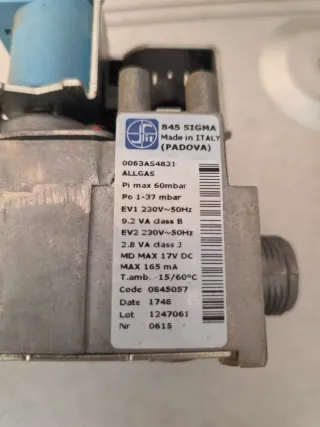 845 SIGMA
Made in ITALY
(PADOVA)
0063AS4831
ALLGAS
Pi max 60mbar
Po 1-37 mbar
EV1 230V~50Hz
9.2 VA class B
EV2 230V~50Hz
2.8 VA class J
MD MAX 17V DC
MAX 165 mA
T.amb. -15/60°C
Code 0845057
Date 1748
Lot 1247061
Nr 0615